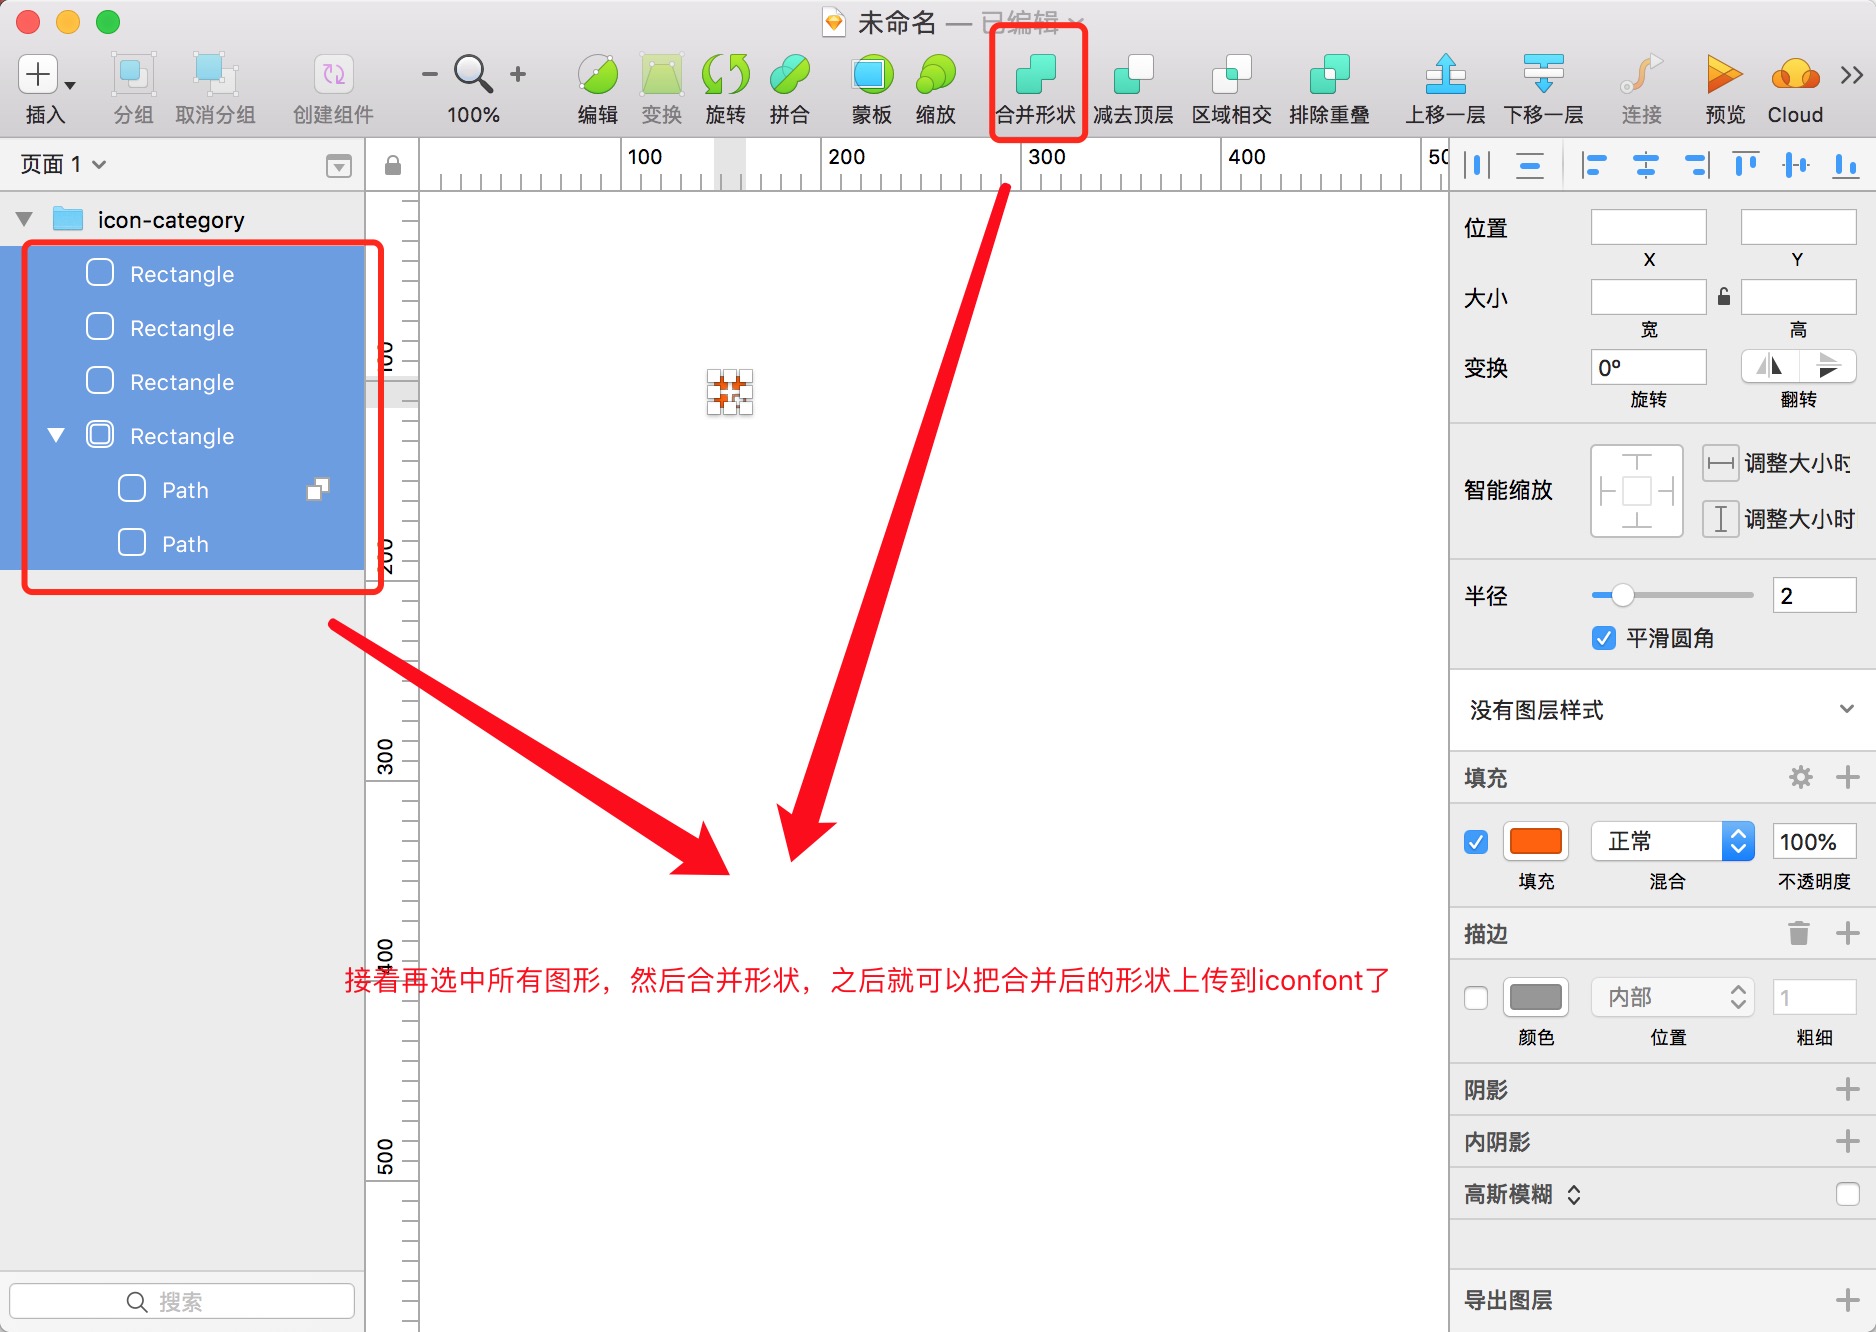 未命名 — 已编辑
插入
分组
取消分组
创建组件
100%
编辑
变换
旋转
拼合
蒙板
缩放
合并形状
减去顶层
区域相交
排除重叠
上移一层
下移一层
连接
预览
Cloud
页面 1
100
200
300
400
50
icon-category
Rectangle
Rectangle
Rectangle
Rectangle
Path
Path
100
200
300
400
500
接着再选中所有图形，然后合并形状，之后就可以把合并后的形状上传到iconfont了
搜索
位置
X
Y
大小
宽
高
变换
0º
旋转
翻转
智能缩放
调整大小时
调整大小时
半径
2
平滑圆角
没有图层样式
填充
正常
100%
填充
混合
不透明度
描边
内部
1
颜色
位置
粗细
阴影
内阴影
高斯模糊
导出图层